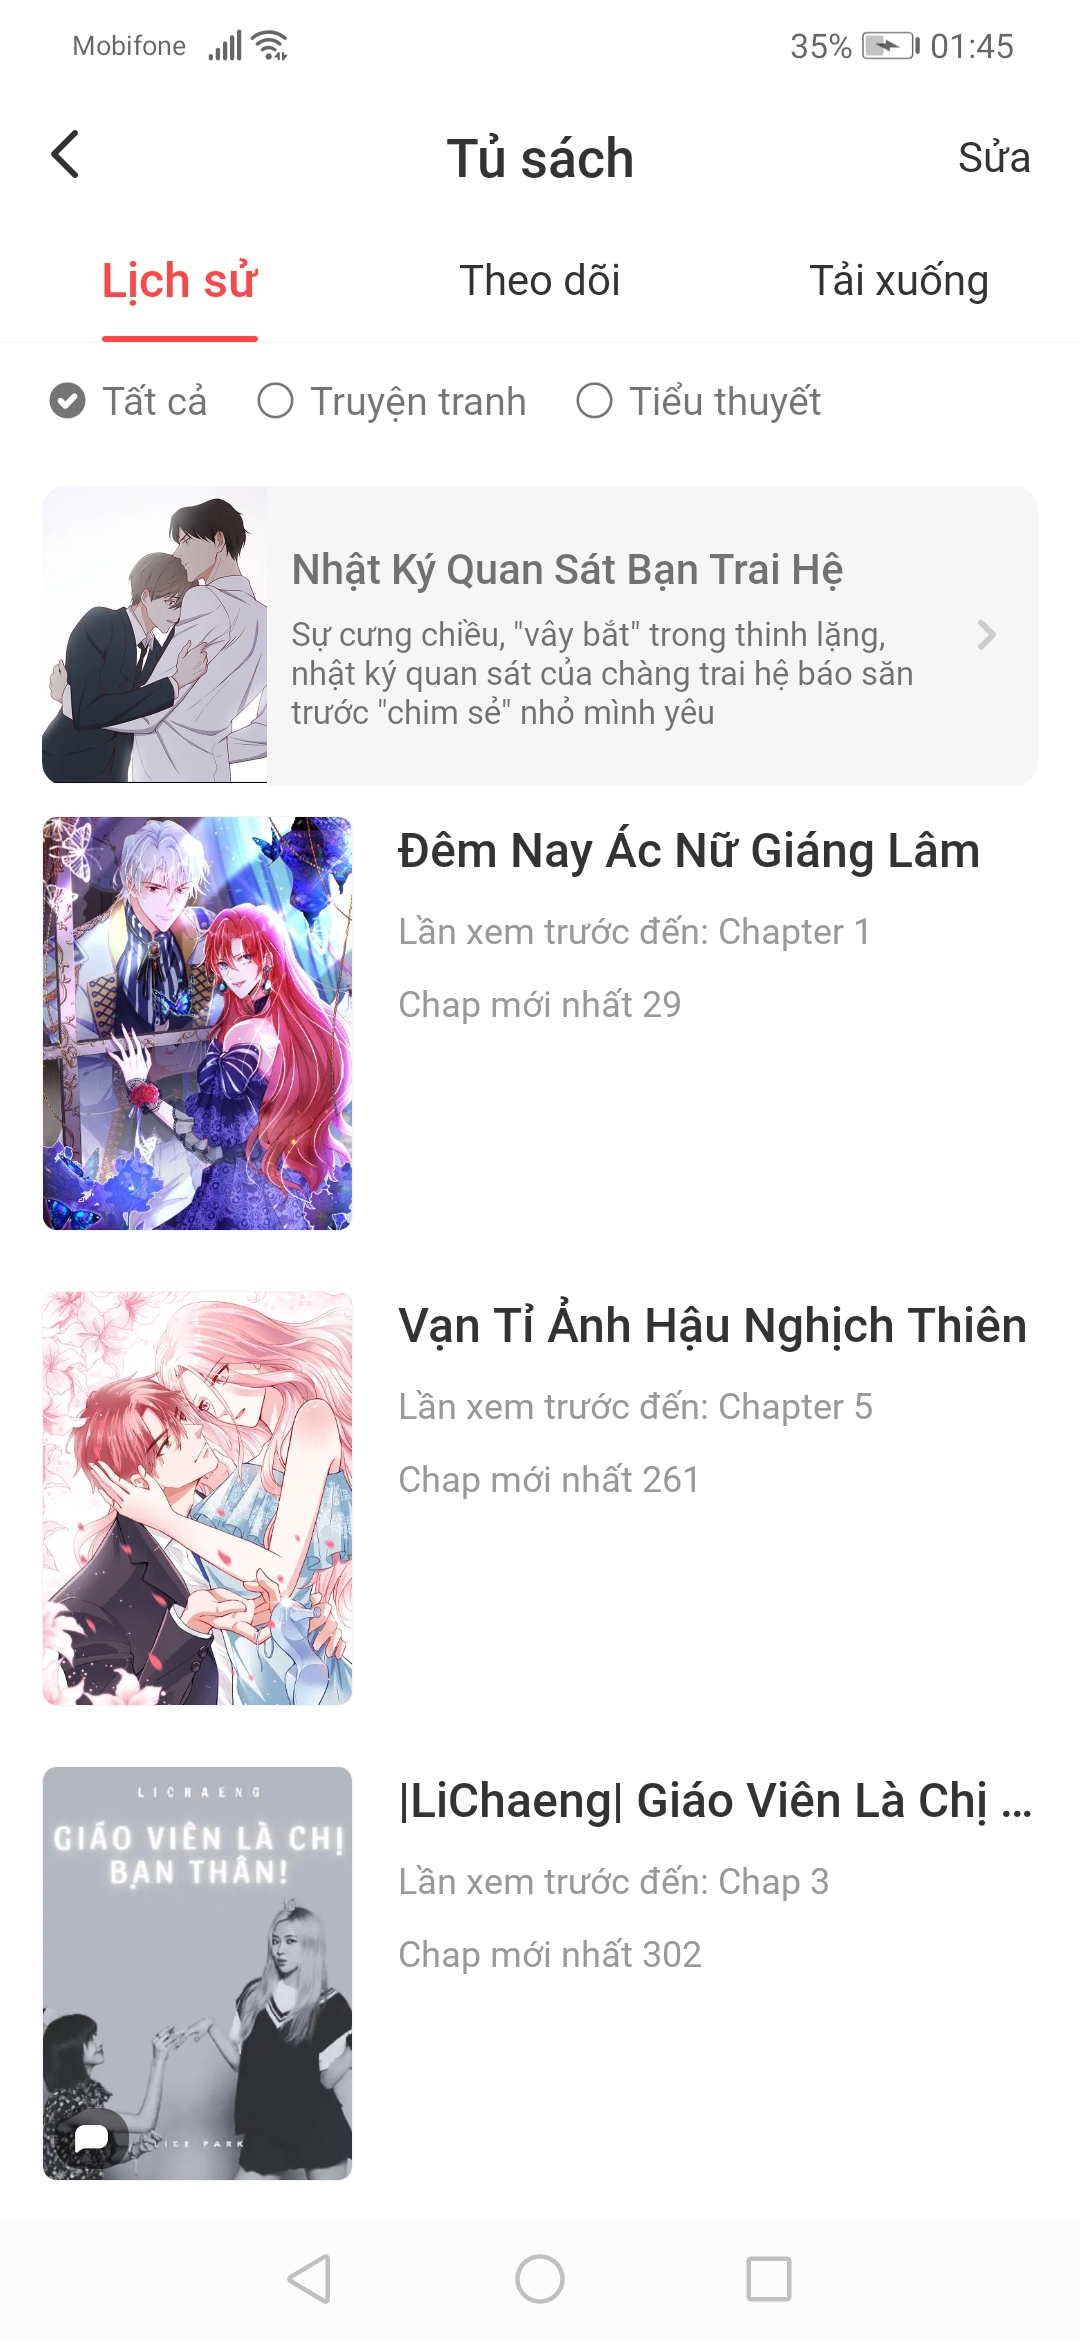 Mobifone
35%
01:45
Tủ sách
Sửa
Lịch sử
Theo dõi
Tải xuống
Tất cả
Truyện tranh
Tiểu thuyết
Nhật Ký Quan Sát Bạn Trai Hệ
Sự cưng chiều, "vây bắt" trong thinh lặng,
nhật ký quan sát của chàng trai hệ báo săn
trước "chim sẻ" nhỏ mình yêu
Đêm Nay Ác Nữ Giáng Lâm
Lần xem trước đến: Chapter 1
Chap mới nhất 29
Vạn Tỉ Ảnh Hậu Nghịch Thiên
Lần xem trước đến: Chapter 5
Chap mới nhất 261
LICHAENG
GIÁO VIÊN LÀ CHỊ
BẠN THÂN!
|LiChaeng| Giáo Viên Là Chị ...
Lần xem trước đến: Chap 3
Chap mới nhất 302
PARK